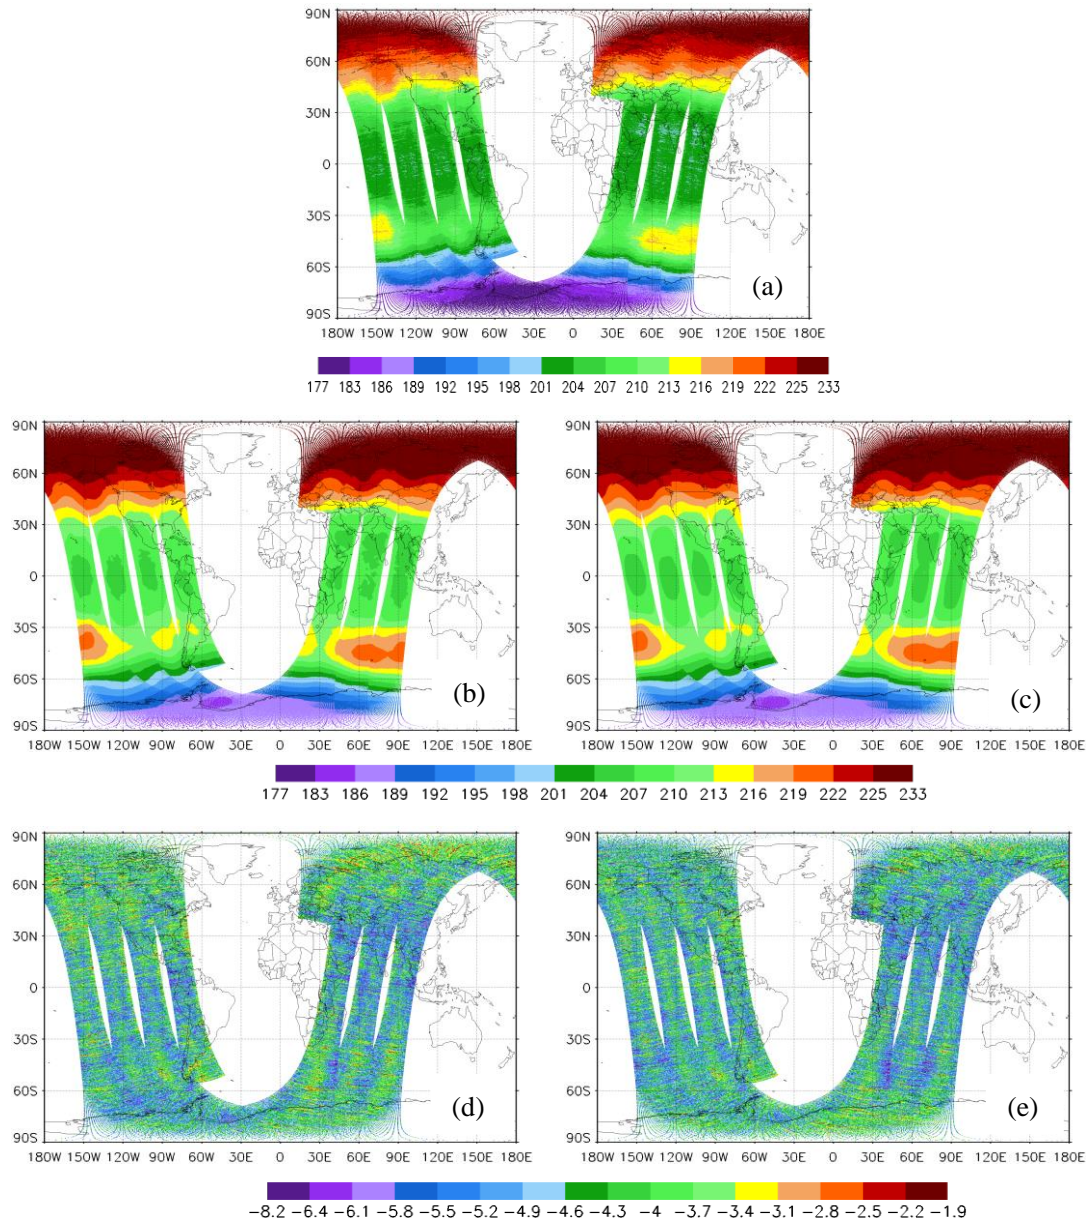 90N
60N
30N
0
30S
60S
90S
(a)
180W 150W 120W 90W 60W 30E 0 30E 60E 90E 120E 150E 180E
177 183 186 189 192 195 198 201 204 207 210 213 216 219 222 225 233
90N 90N
60N 60N
30N 30N
0 0
30S 30S
60S 60S
(b) (c)
90S 90S
180W 150W 120W 90W 60W 30E 0 30E 60E 90E 120E 150E 180E 180W 150W 120W 90W 60W 30E 0 30E 60E 90E 120E 150E 180E
177 183 186 189 192 195 198 201 204 207 210 213 216 219 222 225 233
90N 90N
60N 60N
30N 30N
0 0
30S 30S
60S 60S
(d) (e)
90S 90S
180W 150W 120W 90W 60W 30E 0 30E 60E 90E 120E 150E 180E 180W 150W 120W 90W 60W 30E 0 30E 60E 90E 120E 150E 180E
−8.2 −6.4 −6.1 −5.8 −5.5 −5.2 −4.9 −4.6 −4.3 −4 −3.7 −3.4 −3.1 −2.8 −2.5 −2.2 −1.9